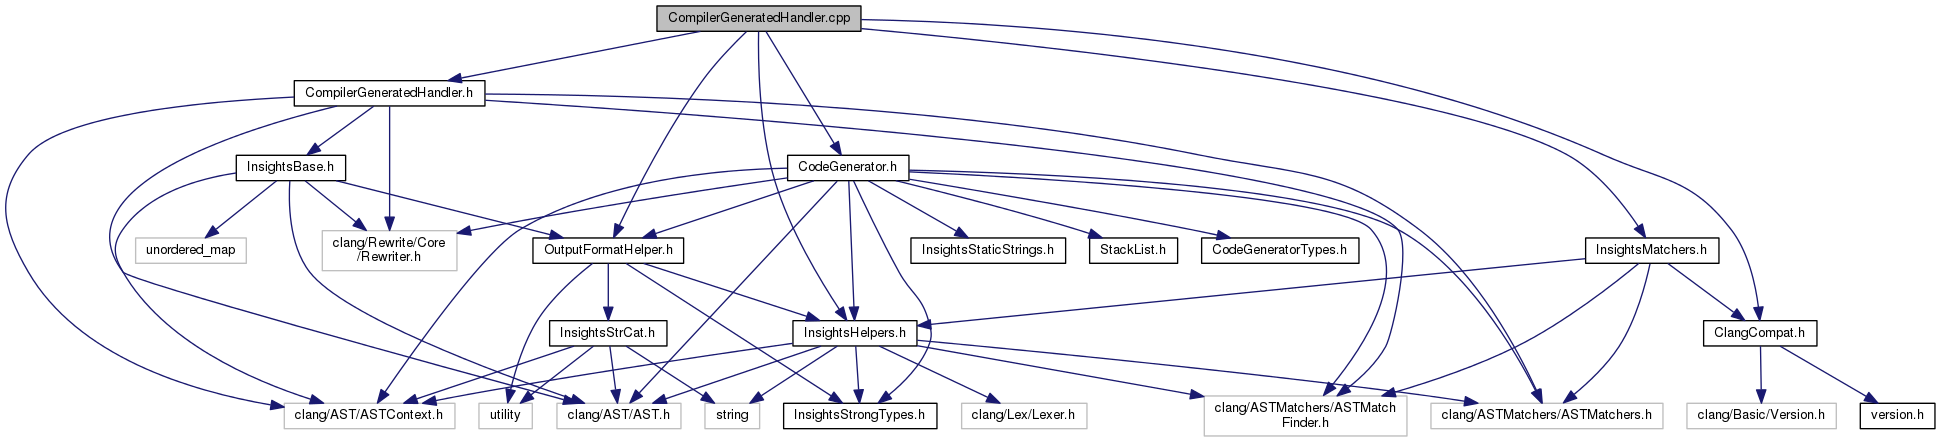 CompilerGeneratedHandler.cpp
CompilerGeneratedHandler.h
InsightsBase.h
CodeGenerator.h
unordered_map
clang/Rewrite/Core
/Rewriter.h
OutputFormatHelper.h
InsightsStaticStrings.h
StackList.h
CodeGeneratorTypes.h
InsightsMatchers.h
InsightsStrCat.h
InsightsHelpers.h
ClangCompat.h
clang/AST/ASTContext.h
utility
clang/AST/AST.h
string
InsightsStrongTypes.h
clang/Lex/Lexer.h
clang/ASTMatchers/ASTMatch
Finder.h
clang/ASTMatchers/ASTMatchers.h
clang/Basic/Version.h
version.h